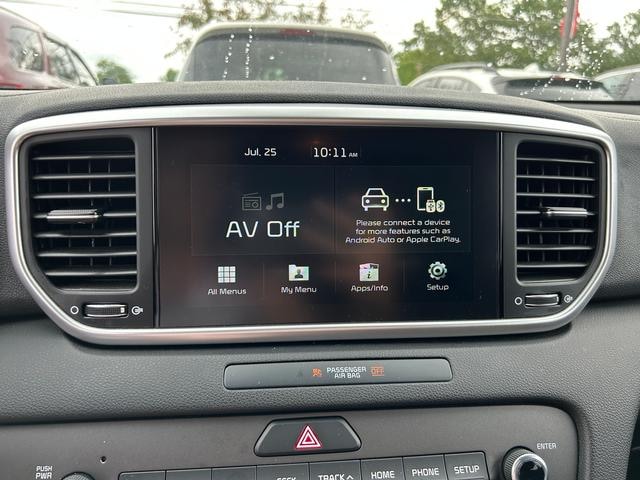 Jul. 25 10:11 AM
AV Off
Please connect a device
for more features such as
Android Auto or Apple CarPlay.
All Menus My Menu Apps/Info Setup
PASSENGER
AIR BAG OFF
ENTER
PUSH
PWR
SEEK TRACK HOME PHONE SETUP